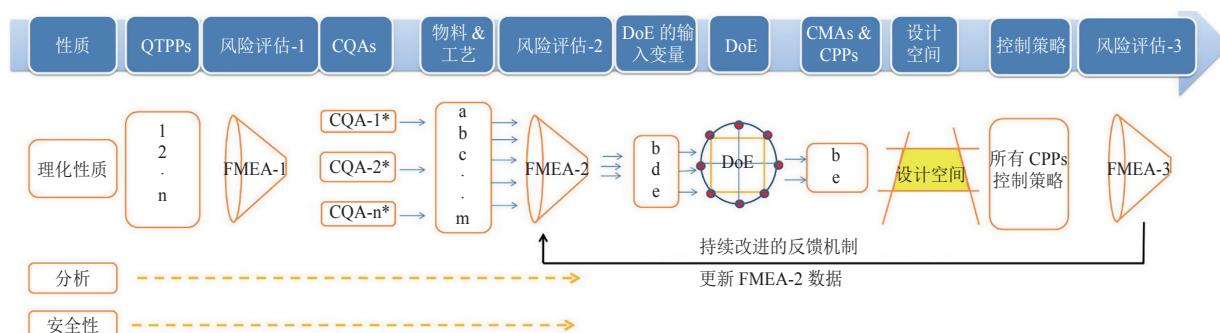 性质
QTPPs
风险评估-1
CQAs
物料 &
工艺
风险评估-2
DoE 的输
入变量
DoE
CMAs &
CPPs
设计
空间
控制策略
风险评估-3
理化性质
1
2
·
n
FMEA-1
CQA-1*
CQA-2*
CQA-n*
a
b
c
·
·
m
FMEA-2
b
d
e
DoE
b
e
设计空间
所有 CPPs
控制策略
FMEA-3
持续改进的反馈机制
更新 FMEA-2 数据
分析
安全性